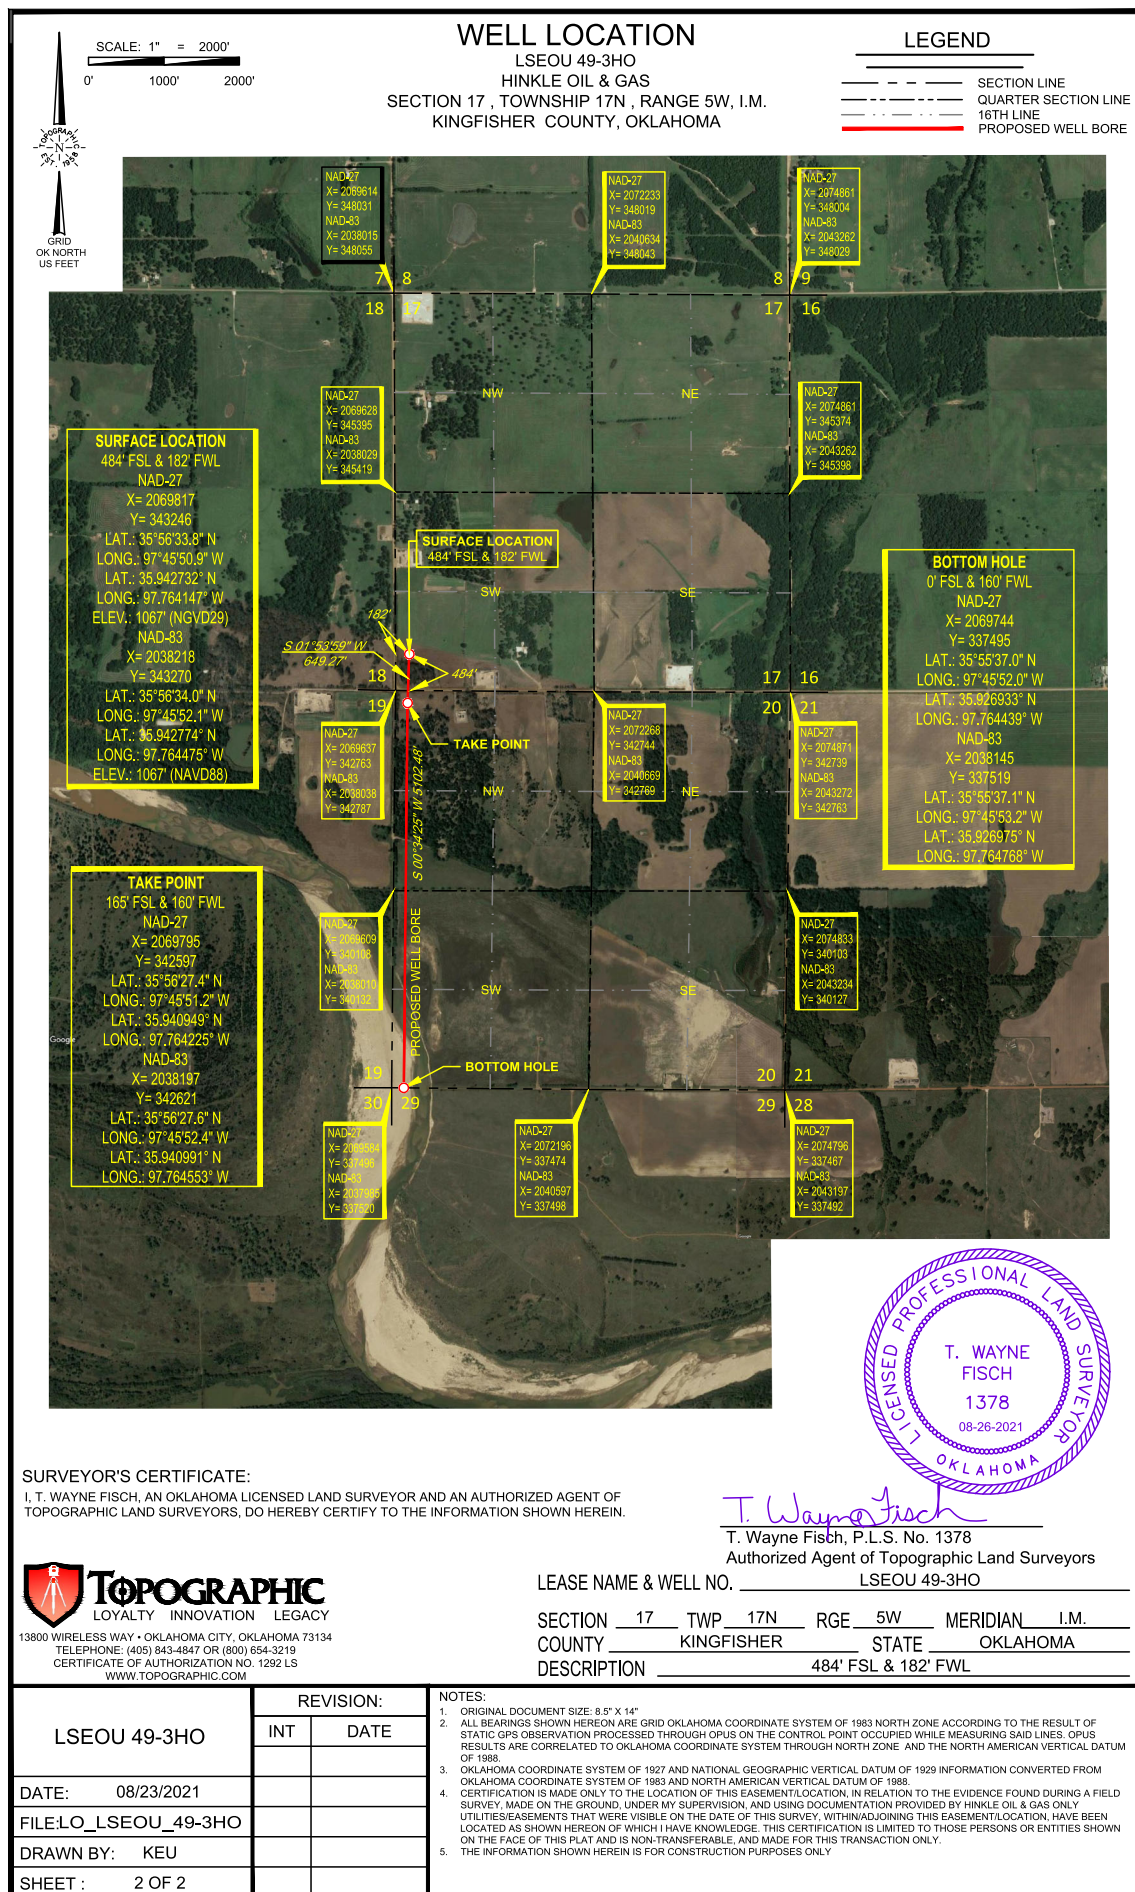 WELL LOCATION
LSEOU 49-3HO
HINKLE OIL & GAS
SECTION 17 , TOWNSHIP 17N , RANGE 5W, I.M.
KINGFISHER COUNTY, OKLAHOMA
SCALE: 1" = 2000'
0' 1000' 2000'
TOPOGRAPHIC
N
EST. 1958
GRID
OK NORTH
US FEET
LEGEND
SECTION LINE
QUARTER SECTION LINE
16TH LINE
PROPOSED WELL BORE
NAD-27
X= 2069614
Y= 348031
NAD-83
X= 2038015
Y= 348055
NAD-27
X= 2072233
Y= 348019
NAD-83
X= 2040634
Y= 348043
NAD-27
X= 2074861
Y= 348004
NAD-83
X= 2043262
Y= 348029
7 8
18 17
8 9
17 16
NW
NE
NAD-27
X= 2069628
Y= 345395
NAD-83
X= 2038029
Y= 345419
NAD-27
X= 2074861
Y= 345374
NAD-83
X= 2043262
Y= 345398
SURFACE LOCATION
484' FSL & 182' FWL
NAD-27
X= 2069817
Y= 343246
LAT.: 35°56'33.8" N
LONG.: 97°45'50.9" W
LAT.: 35.942732° N
LONG.: 97.764147° W
ELEV.: 1067' (NGVD29)
NAD-83
X= 2038218
Y= 343270
LAT.: 35°56'34.0" N
LONG.: 97°45'52.1" W
LAT.: 35.942774° N
LONG.: 97.764475° W
ELEV.: 1067' (NAVD88)
SURFACE LOCATION
484' FSL & 182' FWL
SW
SE
182'
S 01°53'59" W
649.27'
484'
18
19
17 16
20 21
TAKE POINT
BOTTOM HOLE
0' FSL & 160' FWL
NAD-27
X= 2069744
Y= 337495
LAT.: 35°55'37.0" N
LONG.: 97°45'52.0" W
LAT.: 35.926933° N
LONG.: 97.764439° W
NAD-83
X= 2038145
Y= 337519
LAT.: 35°55'37.1" N
LONG.: 97°45'53.2" W
LAT.: 35.926975° N
LONG.: 97.764768° W
NAD-27
X= 2069637
Y= 342763
NAD-83
X= 2038038
Y= 342787
NAD-27
X= 2072268
Y= 342744
NAD-83
X= 2040669
Y= 342769
NAD-27
X= 2074871
Y= 342739
NAD-83
X= 2043272
Y= 342763
S 00°34'25" W 5102.48'
NW
NE
TAKE POINT
165' FSL & 160' FWL
NAD-27
X= 2069795
Y= 342597
LAT.: 35°56'27.4" N
LONG.: 97°45'51.2" W
LAT.: 35.940949° N
LONG.: 97.764225° W
NAD-83
X= 2038197
Y= 342621
LAT.: 35°56'27.6" N
LONG.: 97°45'52.4" W
LAT.: 35.940991° N
LONG.: 97.764553° W
Google
NAD-27
X= 2069609
Y= 340108
NAD-83
X= 2038010
Y= 340132
NAD-27
X= 2074833
Y= 340103
NAD-83
X= 2043234
Y= 340127
PROPOSED WELL BORE
SW
SE
BOTTOM HOLE
19
30 29
20 21
29 28
NAD-27
X= 2069584
Y= 337496
NAD-83
X= 2037985
Y= 337520
NAD-27
X= 2072196
Y= 337474
NAD-83
X= 2040597
Y= 337498
NAD-27
X= 2074796
Y= 337467
NAD-83
X= 2043197
Y= 337492
LICENSED PROFESSIONAL LAND SURVEYOR
T. WAYNE
FISCH
1378
08-26-2021
OKLAHOMA
SURVEYOR'S CERTIFICATE:
I, T. WAYNE FISCH, AN OKLAHOMA LICENSED LAND SURVEYOR AND AN AUTHORIZED AGENT OF
TOPOGRAPHIC LAND SURVEYORS, DO HEREBY CERTIFY TO THE INFORMATION SHOWN HEREIN.
T. Wayne Fisch
T. Wayne Fisch, P.L.S. No. 1378
Authorized Agent of Topographic Land Surveyors
TOPOGRAPHIC
LOYALTY INNOVATION LEGACY
13800 WIRELESS WAY • OKLAHOMA CITY, OKLAHOMA 73134
TELEPHONE: (405) 843-4847 OR (800) 654-3219
CERTIFICATE OF AUTHORIZATION NO. 1292 LS
WWW.TOPOGRAPHIC.COM
LEASE NAME & WELL NO. LSEOU 49-3HO
SECTION 17 TWP 17N RGE 5W MERIDIAN I.M.
COUNTY KINGFISHER STATE OKLAHOMA
DESCRIPTION 484' FSL & 182' FWL
LSEOU 49-3HO
DATE: 08/23/2021
FILE:LO_LSEOU_49-3HO
DRAWN BY: KEU
SHEET : 2 OF 2
REVISION:
INT DATE
NOTES:
1. ORIGINAL DOCUMENT SIZE: 8.5" X 14"
2. ALL BEARINGS SHOWN HEREON ARE GRID OKLAHOMA COORDINATE SYSTEM OF 1983 NORTH ZONE ACCORDING TO THE RESULT OF
STATIC GPS OBSERVATION PROCESSED THROUGH OPUS ON THE CONTROL POINT OCCUPIED WHILE MEASURING SAID LINES. OPUS
RESULTS ARE CORRELATED TO OKLAHOMA COORDINATE SYSTEM THROUGH NORTH ZONE AND THE NORTH AMERICAN VERTICAL DATUM
OF 1988.
3. OKLAHOMA COORDINATE SYSTEM OF 1927 AND NATIONAL GEOGRAPHIC VERTICAL DATUM OF 1929 INFORMATION CONVERTED FROM
OKLAHOMA COORDINATE SYSTEM OF 1983 AND NORTH AMERICAN VERTICAL DATUM OF 1988.
4. CERTIFICATION IS MADE ONLY TO THE LOCATION OF THIS EASEMENT/LOCATION, IN RELATION TO THE EVIDENCE FOUND DURING A FIELD
SURVEY, MADE ON THE GROUND, UNDER MY SUPERVISION, AND USING DOCUMENTATION PROVIDED BY HINKLE OIL & GAS ONLY
UTILITIES/EASEMENTS THAT WERE VISIBLE ON THE DATE OF THIS SURVEY, WITHIN/ADJOINING THIS EASEMENT/LOCATION, HAVE BEEN
LOCATED AS SHOWN HEREON OF WHICH I HAVE KNOWLEDGE. THIS CERTIFICATION IS LIMITED TO THOSE PERSONS OR ENTITIES SHOWN
ON THE FACE OF THIS PLAT AND IS NON-TRANSFERABLE, AND MADE FOR THIS TRANSACTION ONLY.
5. THE INFORMATION SHOWN HEREIN IS FOR CONSTRUCTION PURPOSES ONLY